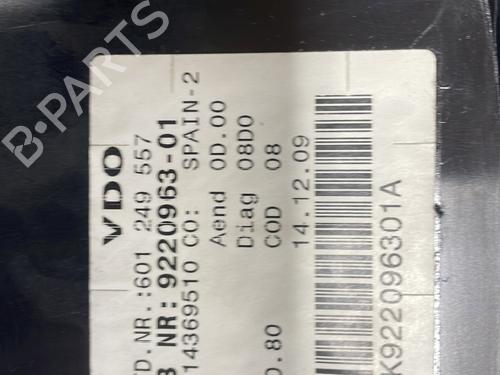 B-PARTS
VDO
TD.NR.:601 249 557
B NR: 9220963-01
14369510 CO: SPAIN-2
Aend 0D.00
Diag 08D0
0.80 COD 08
14.12.09
K922096301A